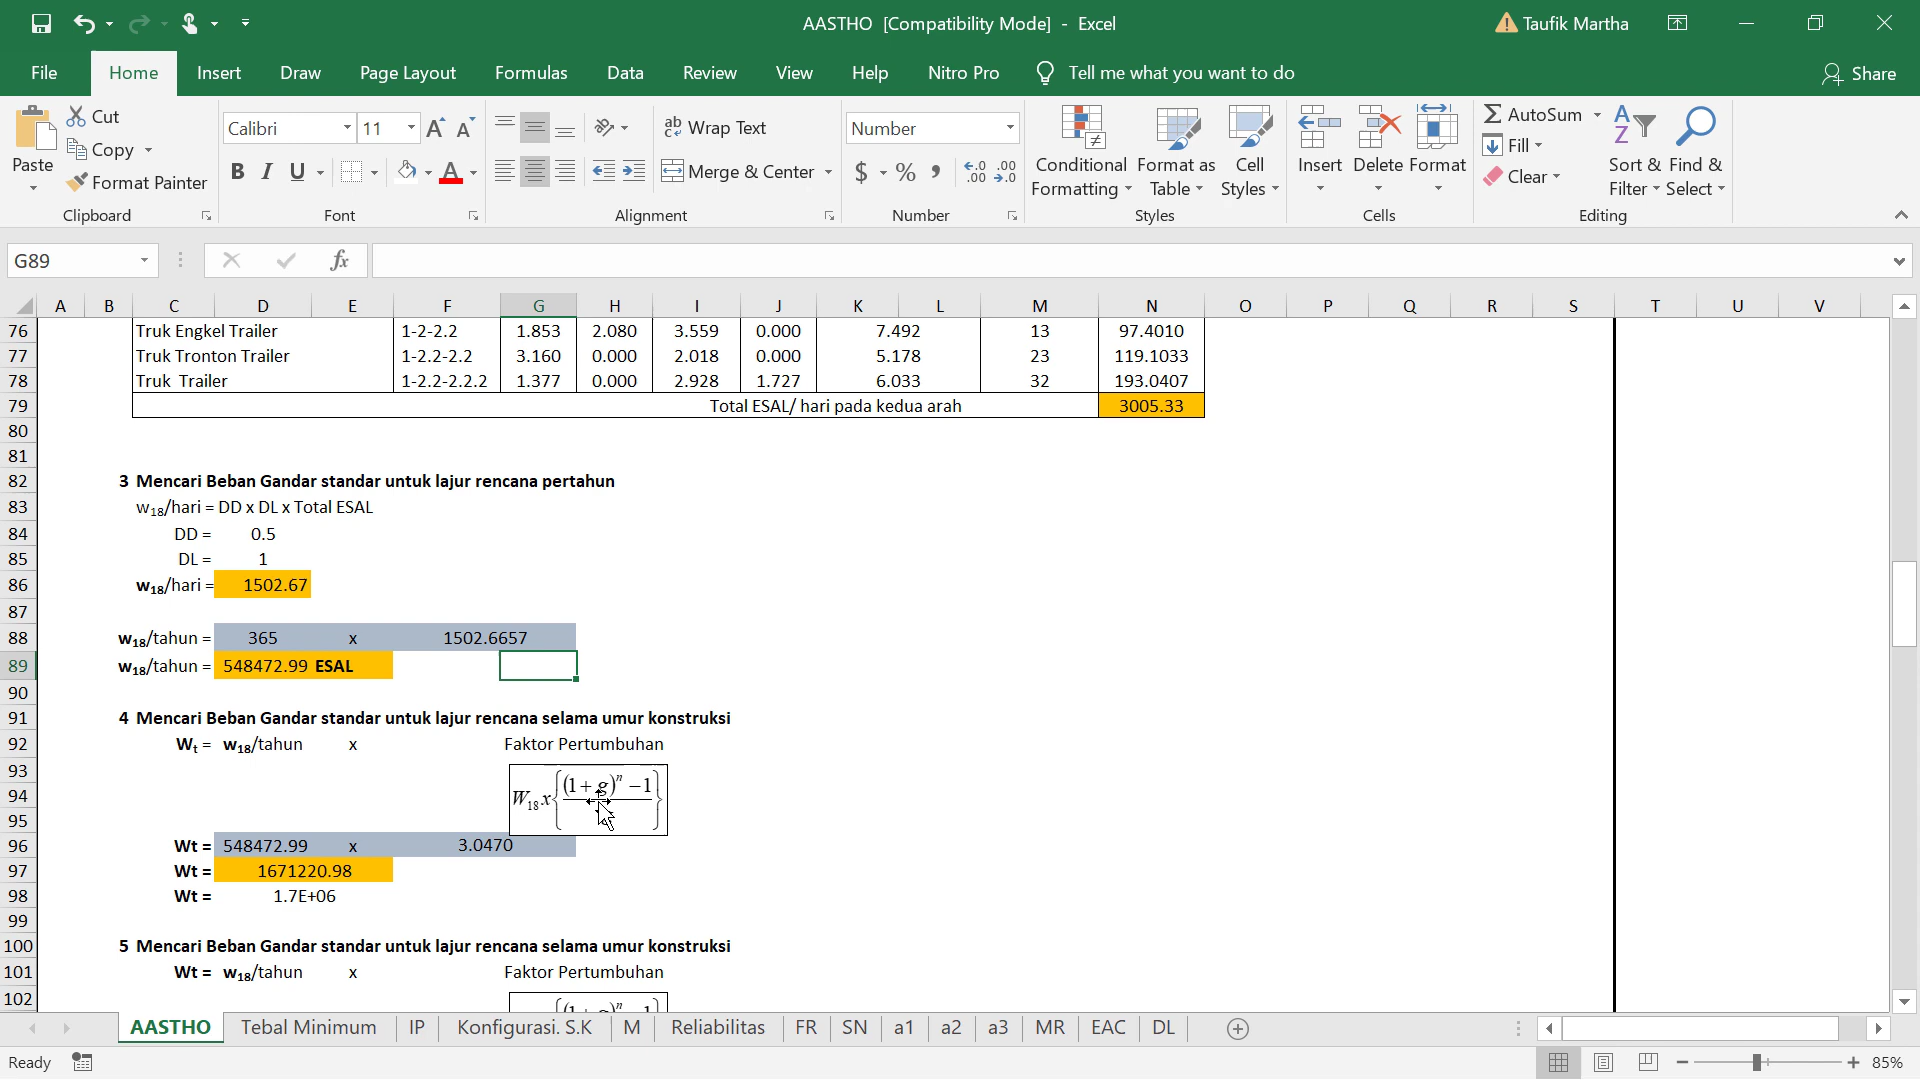 AASTHO [Compatibility Mode] - Excel
Taufik Martha
File Home Insert Draw Page Layout Formulas Data Review View Help Nitro Pro Tell me what you want to do Share
Paste
Cut
Copy
Format Painter
Clipboard
Calibri 11
B I U
Font
Wrap Text
Merge & Center
Alignment
Number
$ % ,
Number
Conditional Formatting
Format as Table
Cell Styles
Styles
Insert Delete Format
Cells
AutoSum
Fill
Clear
Sort & Filter
Find & Select
Editing
G89 fx
A B C D E F G H I J K L M N O P Q R S T U V
76 Truk Engkel Trailer 1-2-2.2 1.853 2.080 3.559 0.000 7.492 13 97.4010
77 Truk Tronton Trailer 1-2.2-2.2 3.160 0.000 2.018 0.000 5.178 23 119.1033
78 Truk Trailer 1-2.2-2.2.2 1.377 0.000 2.928 1.727 6.033 32 193.0407
79 Total ESAL/ hari pada kedua arah 3005.33
80
81
82 3 Mencari Beban Gandar standar untuk lajur rencana pertahun
83 w₁₈/hari = DD x DL x Total ESAL
84 DD = 0.5
85 DL = 1
86 w₁₈/hari = 1502.67
87
88 w₁₈/tahun = 365 x 1502.6657
89 w₁₈/tahun = 548472.99 ESAL
90
91 4 Mencari Beban Gandar standar untuk lajur rencana selama umur konstruksi
92 Wₜ = w₁₈/tahun x Faktor Pertumbuhan
93
94 W₁₈ x { (1+g)ⁿ −1 }
95
96 Wt = 548472.99 x 3.0470
97 Wt = 1671220.98
98 Wt = 1.7E+06
99
100 5 Mencari Beban Gandar standar untuk lajur rencana selama umur konstruksi
101 Wt = w₁₈/tahun x Faktor Pertumbuhan
102
AASTHO Tebal Minimum IP Konfigurasi. S.K M Reliabilitas FR SN a1 a2 a3 MR EAC DL
Ready 85%